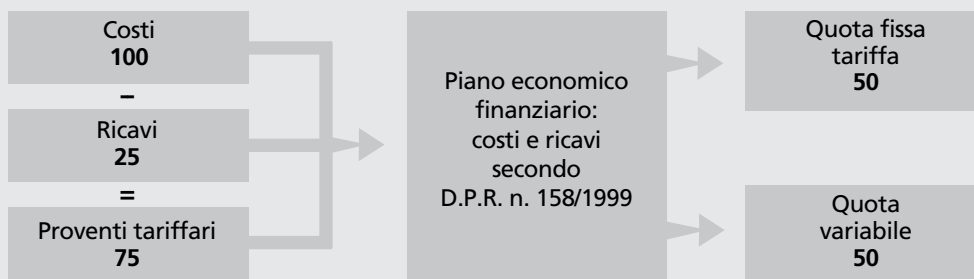 Costi
100
–
Ricavi
25
=
Proventi tariffari
75
Piano economico
finanziario:
costi e ricavi
secondo
D.P.R. n. 158/1999
Quota fissa
tariffa
50
Quota
variabile
50